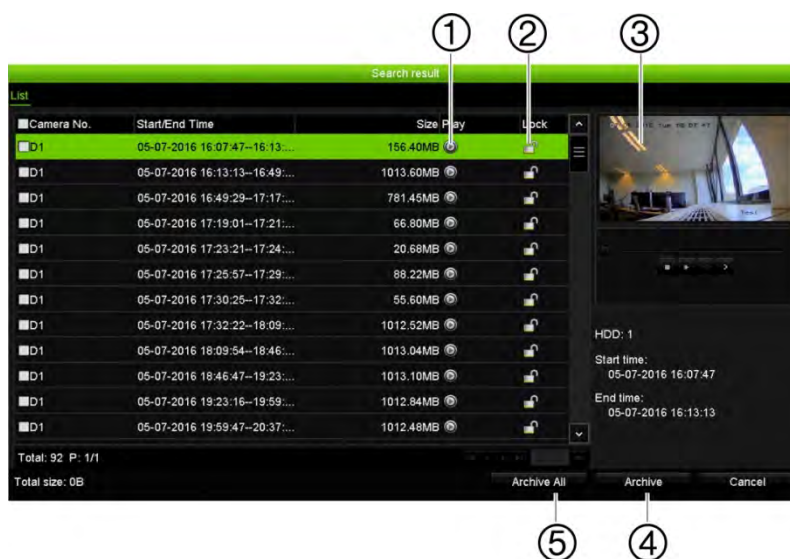 ① ② ③
Search result
List
Camera No. Start/End Time Size Play Lock
D1 05-07-2016 16:07:47--16:13:... 156.40MB
D1 05-07-2016 16:13:13--16:49:... 1013.60MB
D1 05-07-2016 16:49:29--17:17:... 781.45MB
D1 05-07-2016 17:19:01--17:21:... 66.80MB
D1 05-07-2016 17:23:21--17:24:... 20.68MB
D1 05-07-2016 17:25:57--17:29:... 88.22MB
D1 05-07-2016 17:30:25--17:32:... 55.60MB
D1 05-07-2016 17:32:22--18:09:... 1012.52MB
D1 05-07-2016 18:09:54--18:46:... 1013.04MB
D1 05-07-2016 18:46:47--19:23:... 1013.10MB
D1 05-07-2016 19:23:16--19:59:... 1012.84MB
D1 05-07-2016 19:59:47--20:37:... 1012.48MB
HDD: 1
Start time:
05-07-2016 16:07:47
End time:
05-07-2016 16:13:13
Total: 92 P: 1/1
Total size: 0B
Archive All Archive Cancel
⑤ ④